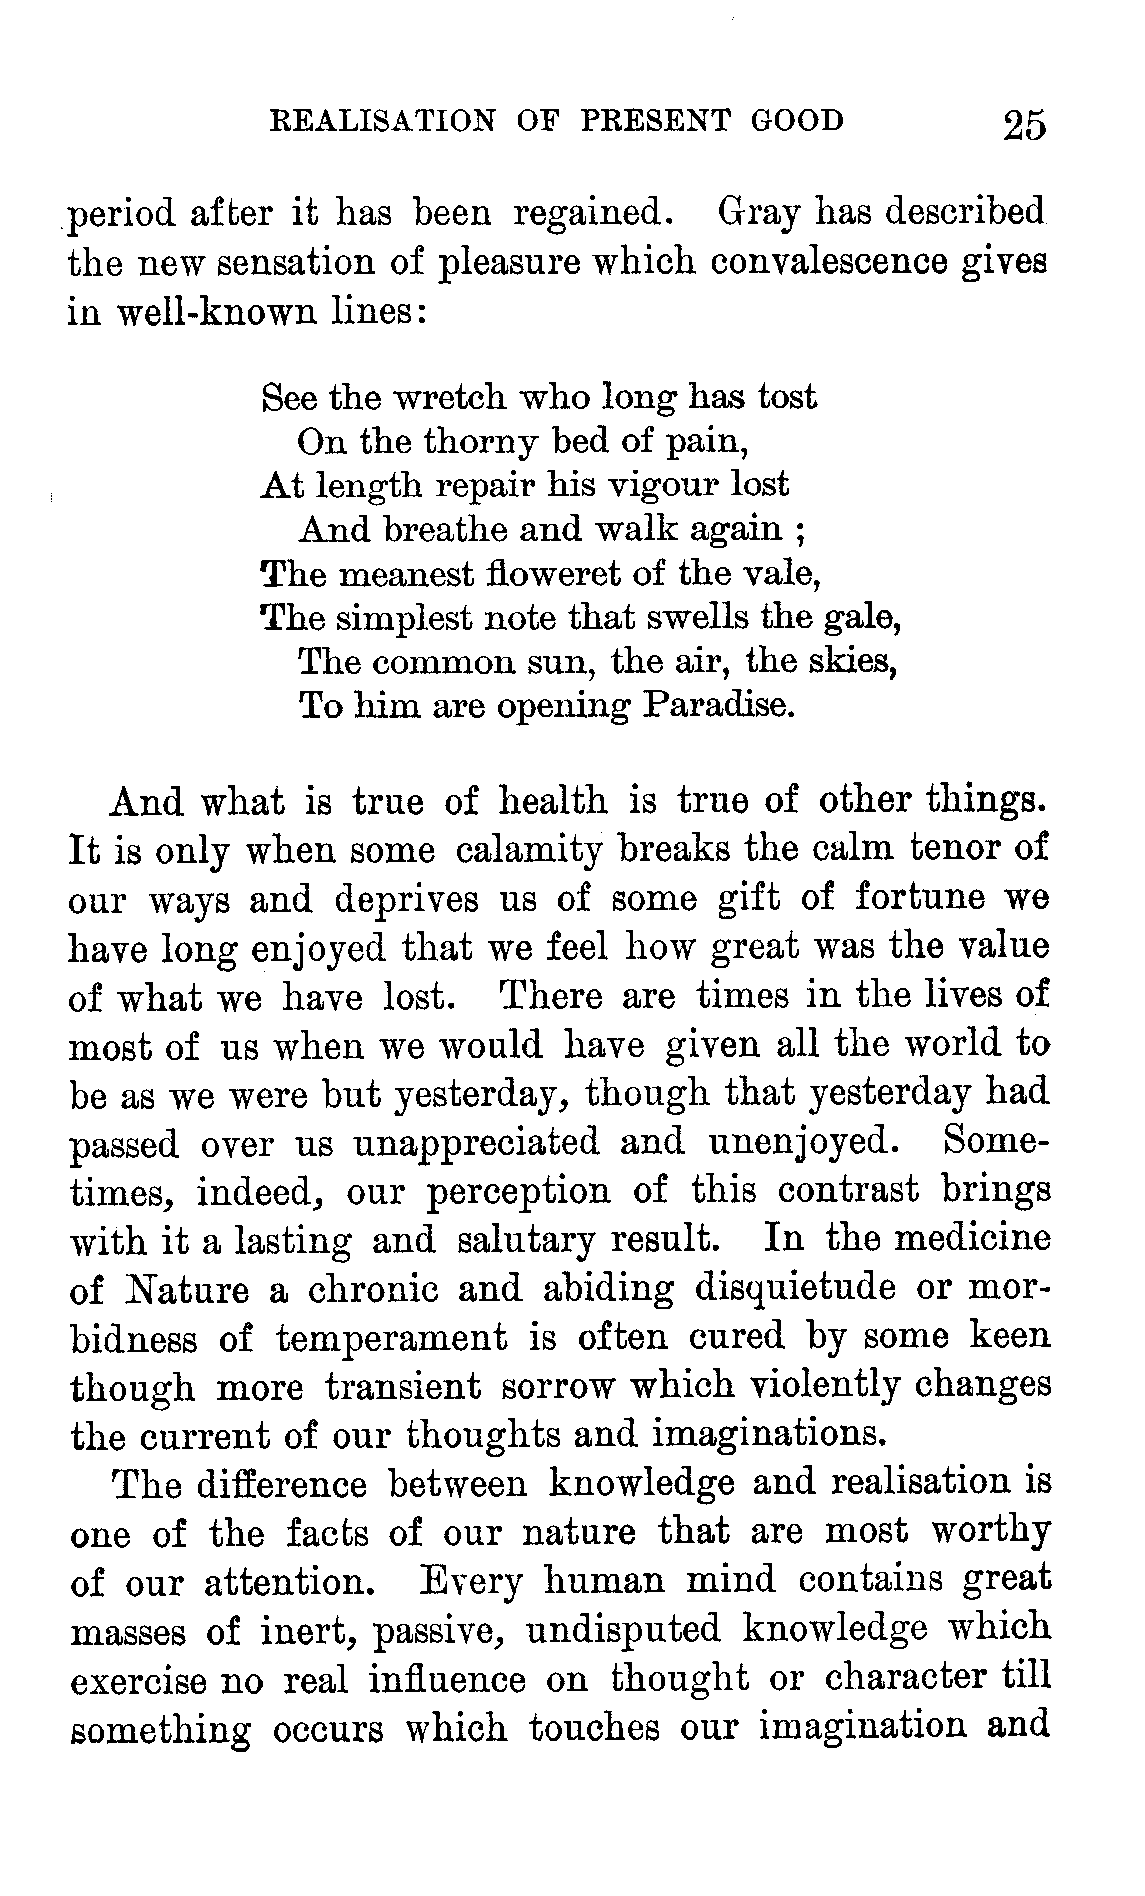 REALISATION OF PRESENT GOOD 25
period after it has been regained. Gray has described
the new sensation of pleasure which convalescence gives
in well-known lines:
See the wretch who long has tost
On the thorny bed of pain,
At length repair his vigour lost
And breathe and walk again ;
The meanest floweret of the vale,
The simplest note that swells the gale,
The common sun, the air, the skies,
To him are opening Paradise.
And what is true of health is true of other things.
It is only when some calamity breaks the calm tenor of
our ways and deprives us of some gift of fortune we
have long enjoyed that we feel how great was the value
of what we have lost. There are times in the lives of
most of us when we would have given all the world to
be as we were but yesterday, though that yesterday had
passed over us unappreciated and unenjoyed. Some-
times, indeed, our perception of this contrast brings
with it a lasting and salutary result. In the medicine
of Nature a chronic and abiding disquietude or mor-
bidness of temperament is often cured by some keen
though more transient sorrow which violently changes
the current of our thoughts and imaginations.
The difference between knowledge and realisation is
one of the facts of our nature that are most worthy
of our attention. Every human mind contains great
masses of inert, passive, undisputed knowledge which
exercise no real influence on thought or character till
something occurs which touches our imagination and